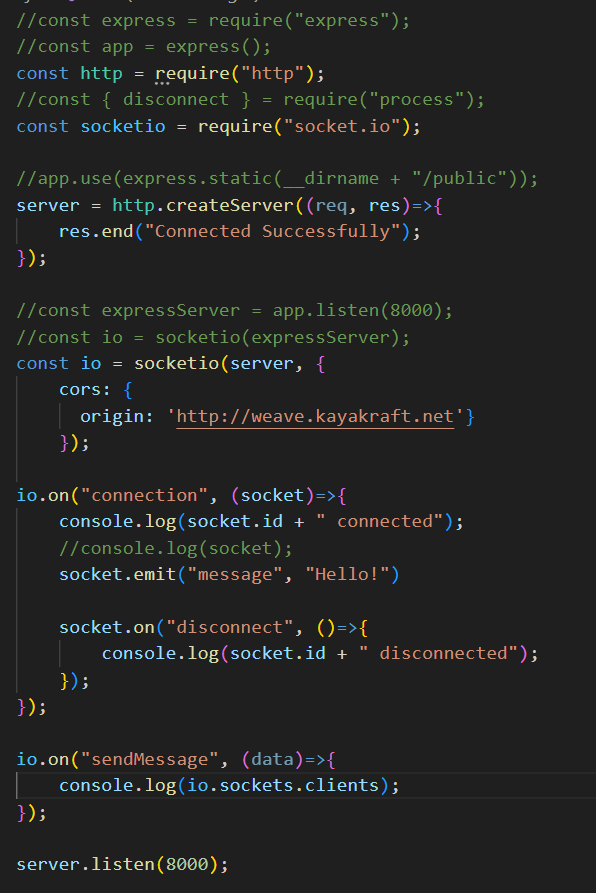 //const express = require("express");
//const app = express();
const http = require("http");
//const { disconnect } = require("process");
const socketio = require("socket.io");
//app.use(express.static(__dirname + "/public"));
server = http.createServer((req, res)=>{
    res.end("Connected Successfully");
});
//const expressServer = app.listen(8000);
//const io = socketio(expressServer);
const io = socketio(server, {
    cors: {
      origin: 'http://weave.kayakraft.net'}
    });
io.on("connection", (socket)=>{
    console.log(socket.id + " connected");
    //console.log(socket);
    socket.emit("message", "Hello!")
    socket.on("disconnect", ()=>{
        console.log(socket.id + " disconnected");
    });
});
io.on("sendMessage", (data)=>{
    console.log(io.sockets.clients);
});
server.listen(8000);